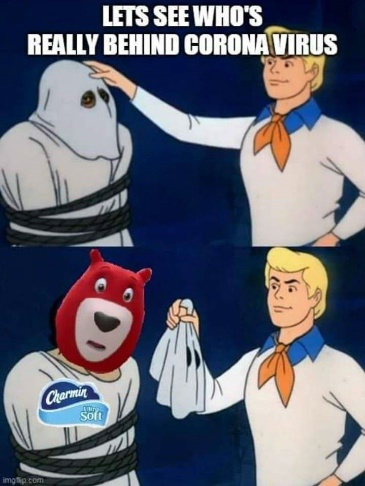 LETS SEE WHO'S
REALLY BEHIND CORONA VIRUS
Charmin
Ultra
Soft
imgflip.com